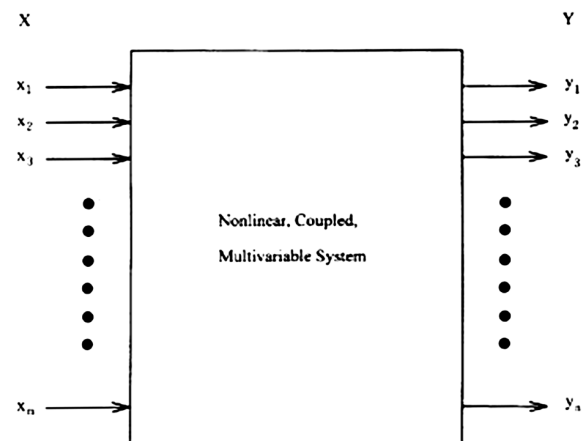 X Y
x₁ y₁
x₂ y₂
x₃ y₃
Nonlinear, Coupled,
Multivariable System
xₙ yₙ